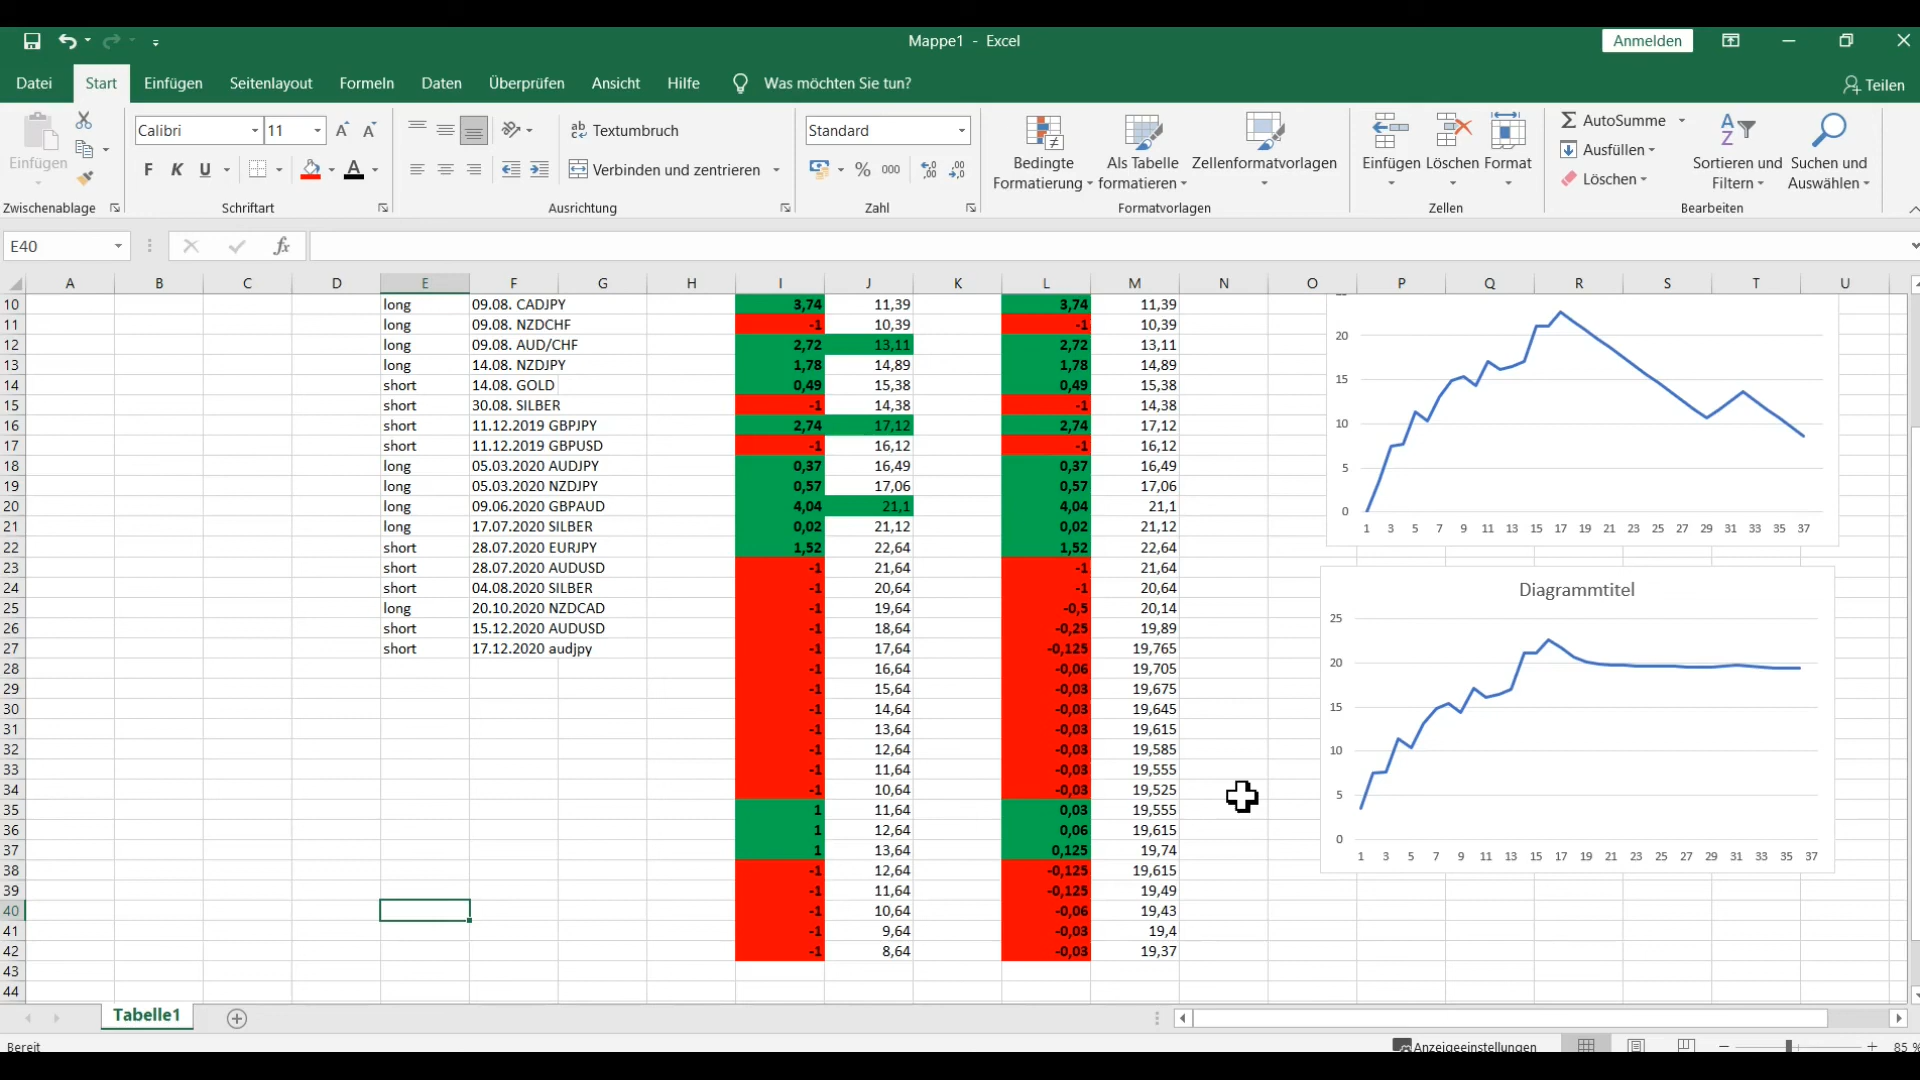 Mappe1 - Excel
Anmelden
Datei Start Einfügen Seitenlayout Formeln Daten Überprüfen Ansicht Hilfe Was möchten Sie tun? Teilen
Einfügen
Zwischenablage
Calibri 11
F K U
Schriftart
Textumbruch
Verbinden und zentrieren
Ausrichtung
Standard
% 000
Zahl
Bedingte Formatierung
Als Tabelle formatieren
Zellenformatvorlagen
Formatvorlagen
Einfügen Löschen Format
Zellen
AutoSumme
Ausfüllen
Löschen
Sortieren und Filtern
Suchen und Auswählen
Bearbeiten
E40 fx
A B C D E F G H I J K L M N O P Q R S T U
10 long 09.08. CADJPY 3,74 11,39 3,74 11,39
11 long 09.08. NZDCHF -1 10,39 -1 10,39
12 long 09.08. AUD/CHF 2,72 13,11 2,72 13,11
13 long 14.08. NZDJPY 1,78 14,89 1,78 14,89
14 short 14.08. GOLD 0,49 15,38 0,49 15,38
15 short 30.08. SILBER -1 14,38 -1 14,38
16 short 11.12.2019 GBPJPY 2,74 17,12 2,74 17,12
17 short 11.12.2019 GBPUSD -1 16,12 -1 16,12
18 long 05.03.2020 AUDJPY 0,37 16,49 0,37 16,49
19 long 05.03.2020 NZDJPY 0,57 17,06 0,57 17,06
20 long 09.06.2020 GBPAUD 4,04 21,1 4,04 21,1
21 long 17.07.2020 SILBER 0,02 21,12 0,02 21,12
22 short 28.07.2020 EURJPY 1,52 22,64 1,52 22,64
23 short 28.07.2020 AUDUSD -1 21,64 -1 21,64
24 short 04.08.2020 SILBER -1 20,64 -1 20,64
25 long 20.10.2020 NZDCAD -1 19,64 -0,5 20,14
26 short 15.12.2020 AUDUSD -1 18,64 -0,25 19,89
27 short 17.12.2020 audjpy -1 17,64 -0,125 19,765
28 -1 16,64 -0,06 19,705
29 -1 15,64 -0,03 19,675
30 -1 14,64 -0,03 19,645
31 -1 13,64 -0,03 19,615
32 -1 12,64 -0,03 19,585
33 -1 11,64 -0,03 19,555
34 -1 10,64 -0,03 19,525
35 1 11,64 0,03 19,555
36 1 12,64 0,06 19,615
37 1 13,64 0,125 19,74
38 -1 12,64 -0,125 19,615
39 -1 11,64 -0,125 19,49
40 -1 10,64 -0,06 19,43
41 -1 9,64 -0,03 19,4
42 -1 8,64 -0,03 19,37
43
44
20
15
10
5
0
1 3 5 7 9 11 13 15 17 19 21 23 25 27 29 31 33 35 37
Diagrammtitel
25
20
15
10
5
0
1 3 5 7 9 11 13 15 17 19 21 23 25 27 29 31 33 35 37
Tabelle1
Bereit
Anzeigeeinstellungen
85 %